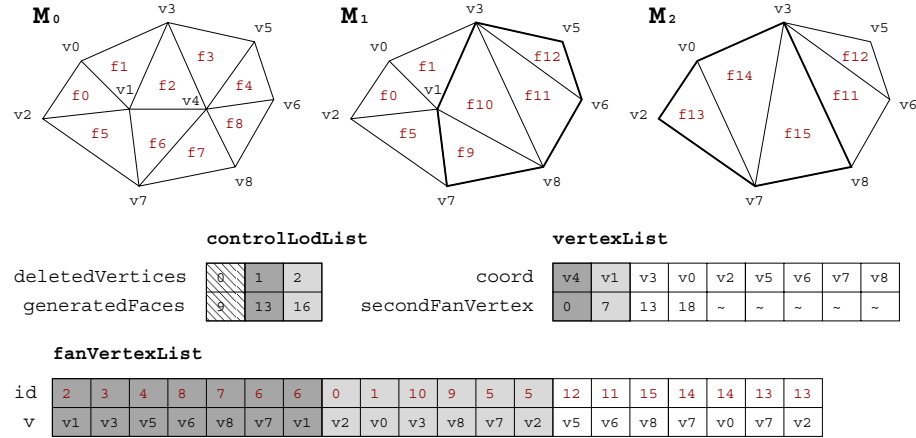 M0 M1 M2
v3 v3 v3
v5 v5 v5
v0 v0 v0
f3 f12 f12
f1 f1 f14
f2 f4 f11 f11
f0 v1 v4 v6 f0 v1 f10 v6 v6
v2 v2 v2 f13
f8 f15
f5 f6 f5
f7 f9
v8 v8 v8
v7 v7 v7
controlLodList vertexList
deletedVertices 0 1 2 coord v4 v1 v3 v0 v2 v5 v6 v7 v8
generatedFaces 9 13 16 secondFanVertex 0 7 13 18 ~ ~ ~ ~ ~
fanVertexList
id 2 3 4 8 7 6 6 0 1 10 9 5 5 12 11 15 14 14 13 13
v v1 v3 v5 v6 v8 v7 v1 v2 v0 v3 v8 v7 v2 v5 v6 v8 v7 v0 v7 v2